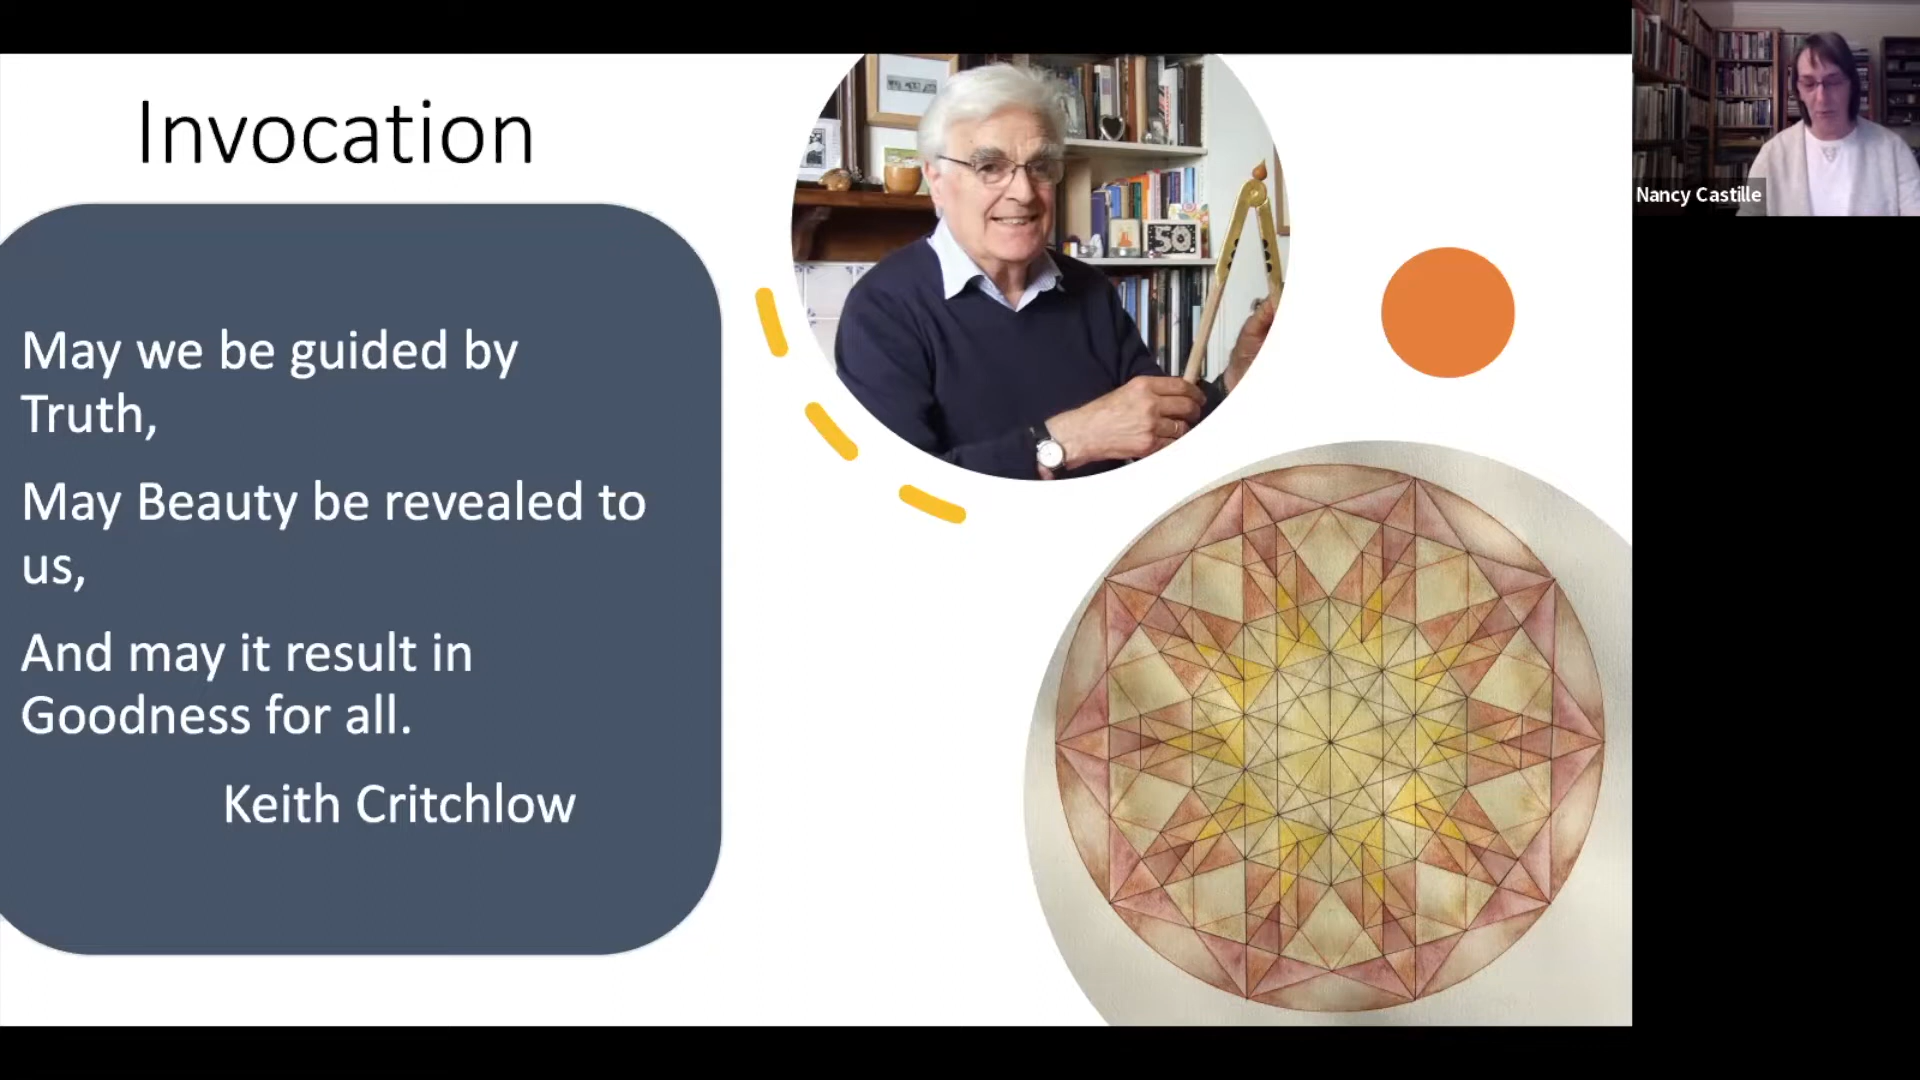 Invocation
May we be guided by
Truth,
May Beauty be revealed to
us,
And may it result in
Goodness for all.
Keith Critchlow
50
Nancy Castille